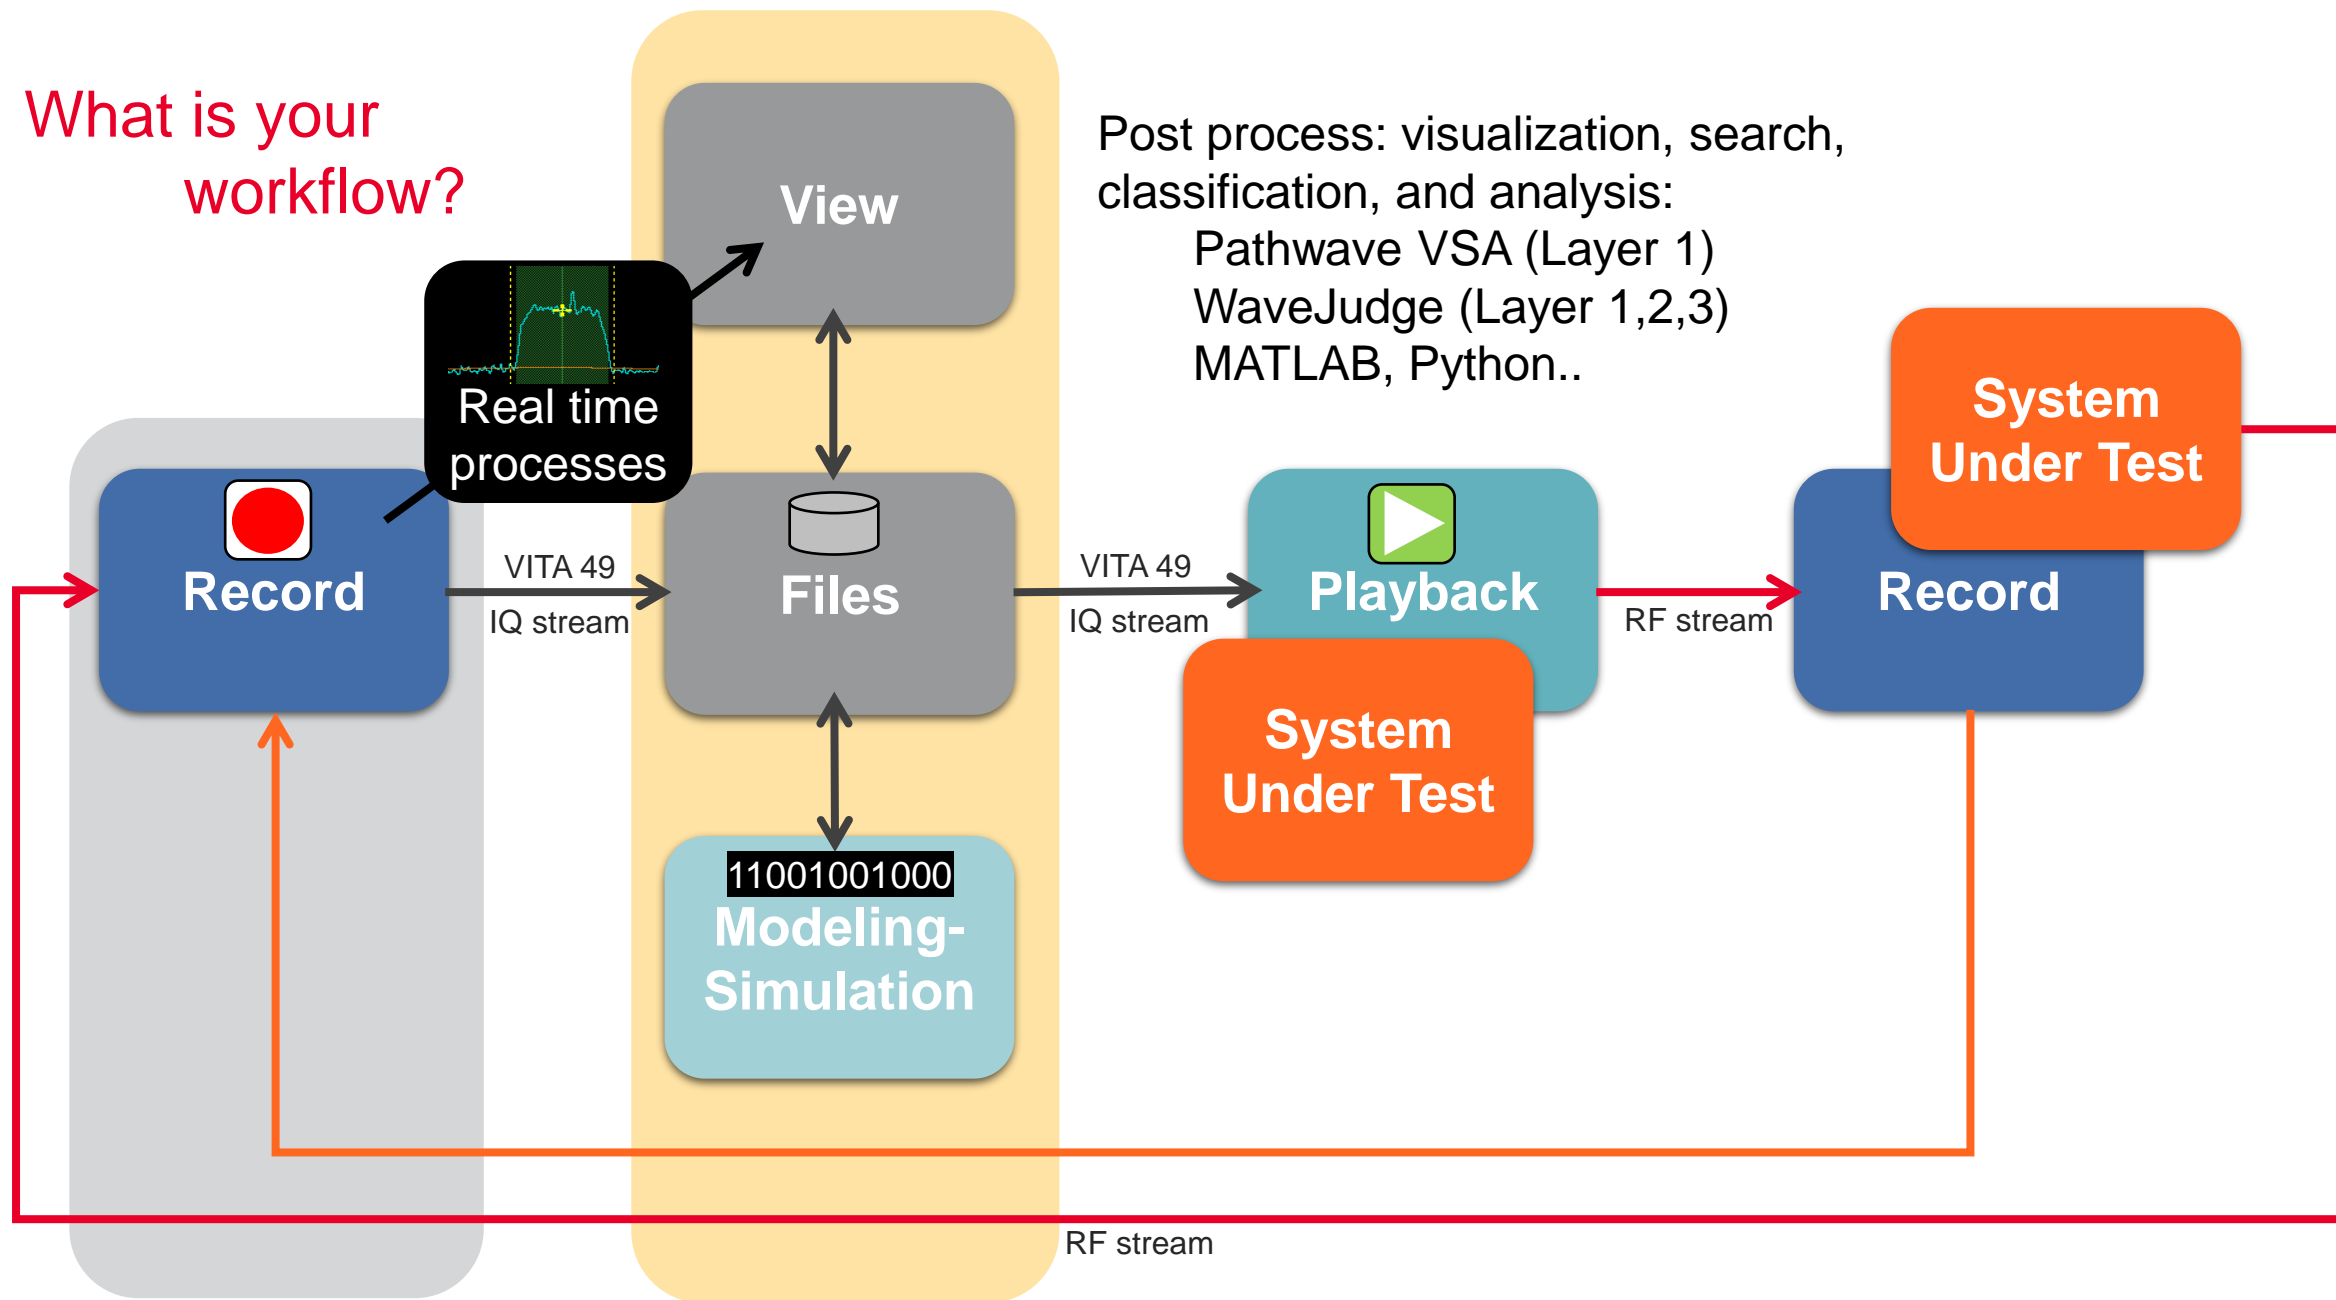 What is your
workflow?
View
Post process: visualization, search,
classification, and analysis:
Pathwave VSA (Layer 1)
WaveJudge (Layer 1,2,3)
MATLAB, Python..
Real time
processes
System
Under Test
Record
VITA 49
IQ stream
Files
VITA 49
IQ stream
Playback
RF stream
Record
System
Under Test
11001001000
Modeling-
Simulation
RF stream